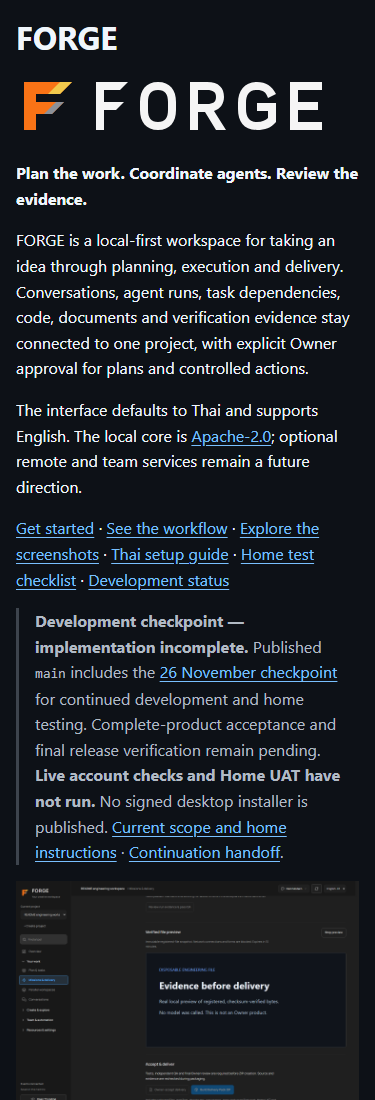 FORGE
FORGE
Plan the work. Coordinate agents. Review the
evidence.
FORGE is a local-first workspace for taking an
idea through planning, execution and delivery.
Conversations, agent runs, task dependencies,
code, documents and verification evidence stay
connected to one project, with explicit Owner
approval for plans and controlled actions.
The interface defaults to Thai and supports
English. The local core is Apache-2.0; optional
remote and team services remain a future
direction.
Get started · See the workflow · Explore the
screenshots · Thai setup guide · Home test
checklist · Development status
Development checkpoint —
implementation incomplete. Published
main includes the 26 November checkpoint
for continued development and home
testing. Complete-product acceptance and
final release verification remain pending.
Live account checks and Home UAT have
not run. No signed desktop installer is
published. Current scope and home
instructions · Continuation handoff.
FORGE
Verified file preview
Evidence before delivery
Real local preview of registered, checksum-verified bytes.
No model was called. This is not an Owner product.
Accept & deliver